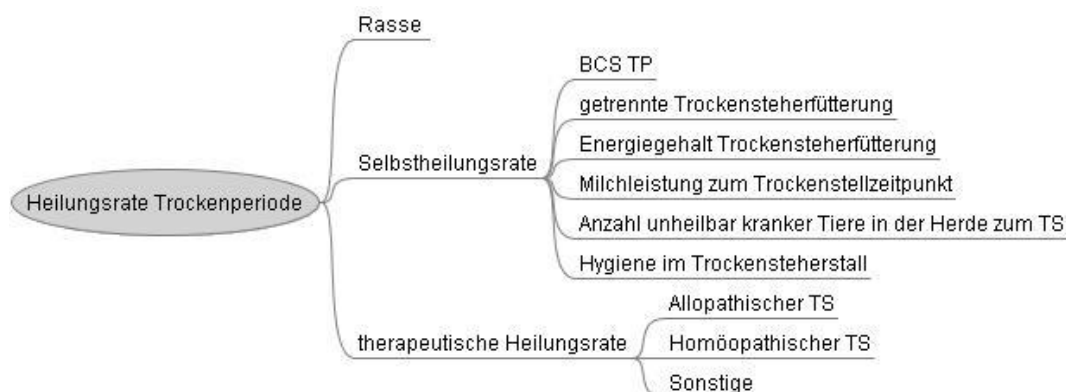 Heilungsrate Trockenperiode
Rasse
Selbstheilungsrate
BCS TP
getrennte Trockensteherfütterung
Energiegehalt Trockensteherfütterung
Milchleistung zum Trockenstellzeitpunkt
Anzahl unheilbar kranker Tiere in der Herde zum TS
Hygiene im Trockensteherstall
therapeutische Heilungsrate
Allopathischer TS
Homöopathischer TS
Sonstige